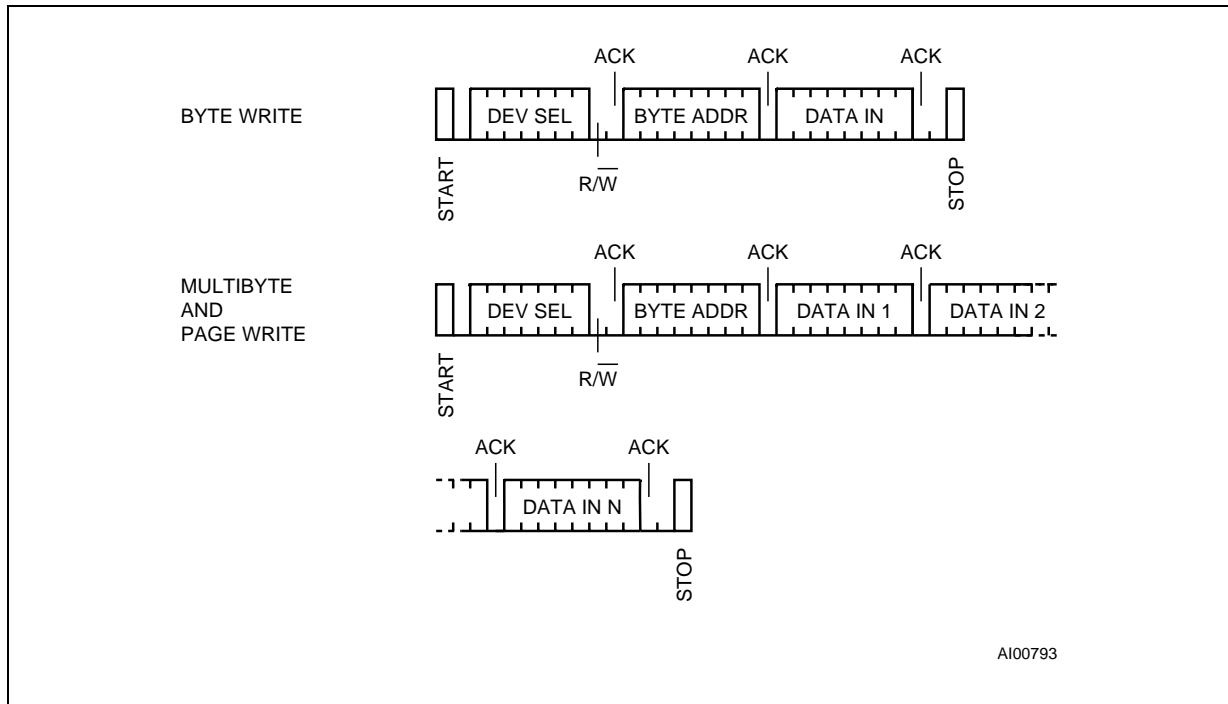 ACK ACK ACK
BYTE WRITE DEV SEL BYTE ADDR DATA IN
R/W̅
START STOP
ACK ACK ACK
MULTIBYTE
AND
PAGE WRITE
DEV SEL BYTE ADDR DATA IN 1 DATA IN 2
R/W̅
START
ACK ACK
DATA IN N
STOP
AI00793